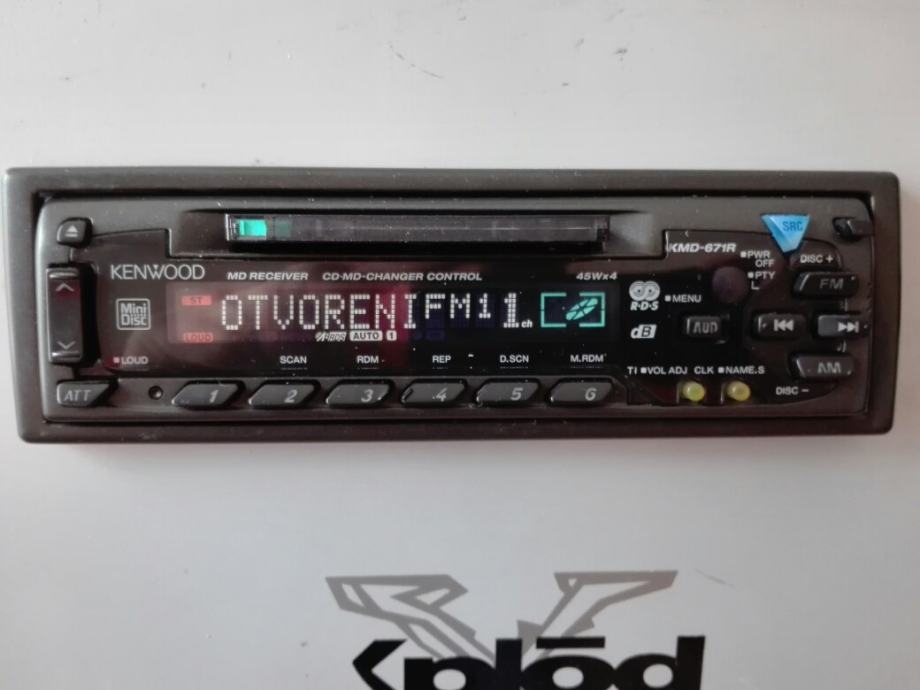 SRC
KMD-671R
PWR OFF
DISC +
KENWOOD
MD RECEIVER CD·MD-CHANGER CONTROL 45Wx4
PTY
FM
Mini Disc
ST
OTVORENIFM1 1ch
R·D·S
MENU
LOUD
AUTO 1
dB
AUD
LOUD
SCAN RDM REP D.SCN M.RDM
AM
TI VOL ADJ CLK NAME.S
ATT
1 2 3 4 5 6
DISC −
Xplōd